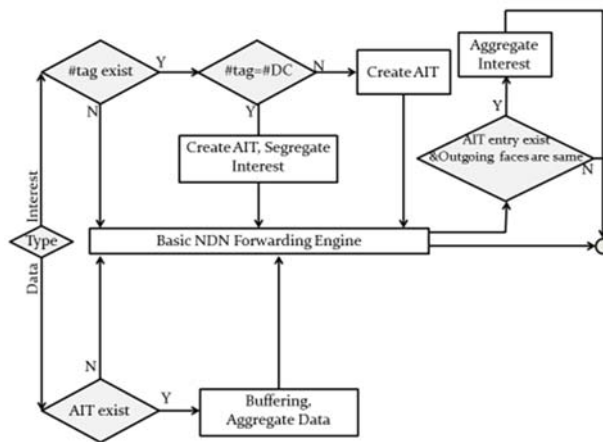 Aggregate
Interest
#tag exist
Y
#tag=#DC
N
Create AIT
N
Y
Y
Create AIT, Segregate
Interest
AIT entry exist
&Outgoing faces are same
N
Interest
Type
Basic NDN Forwarding Engine
Data
N
AIT exist
Y
Buffering,
Aggregate Data